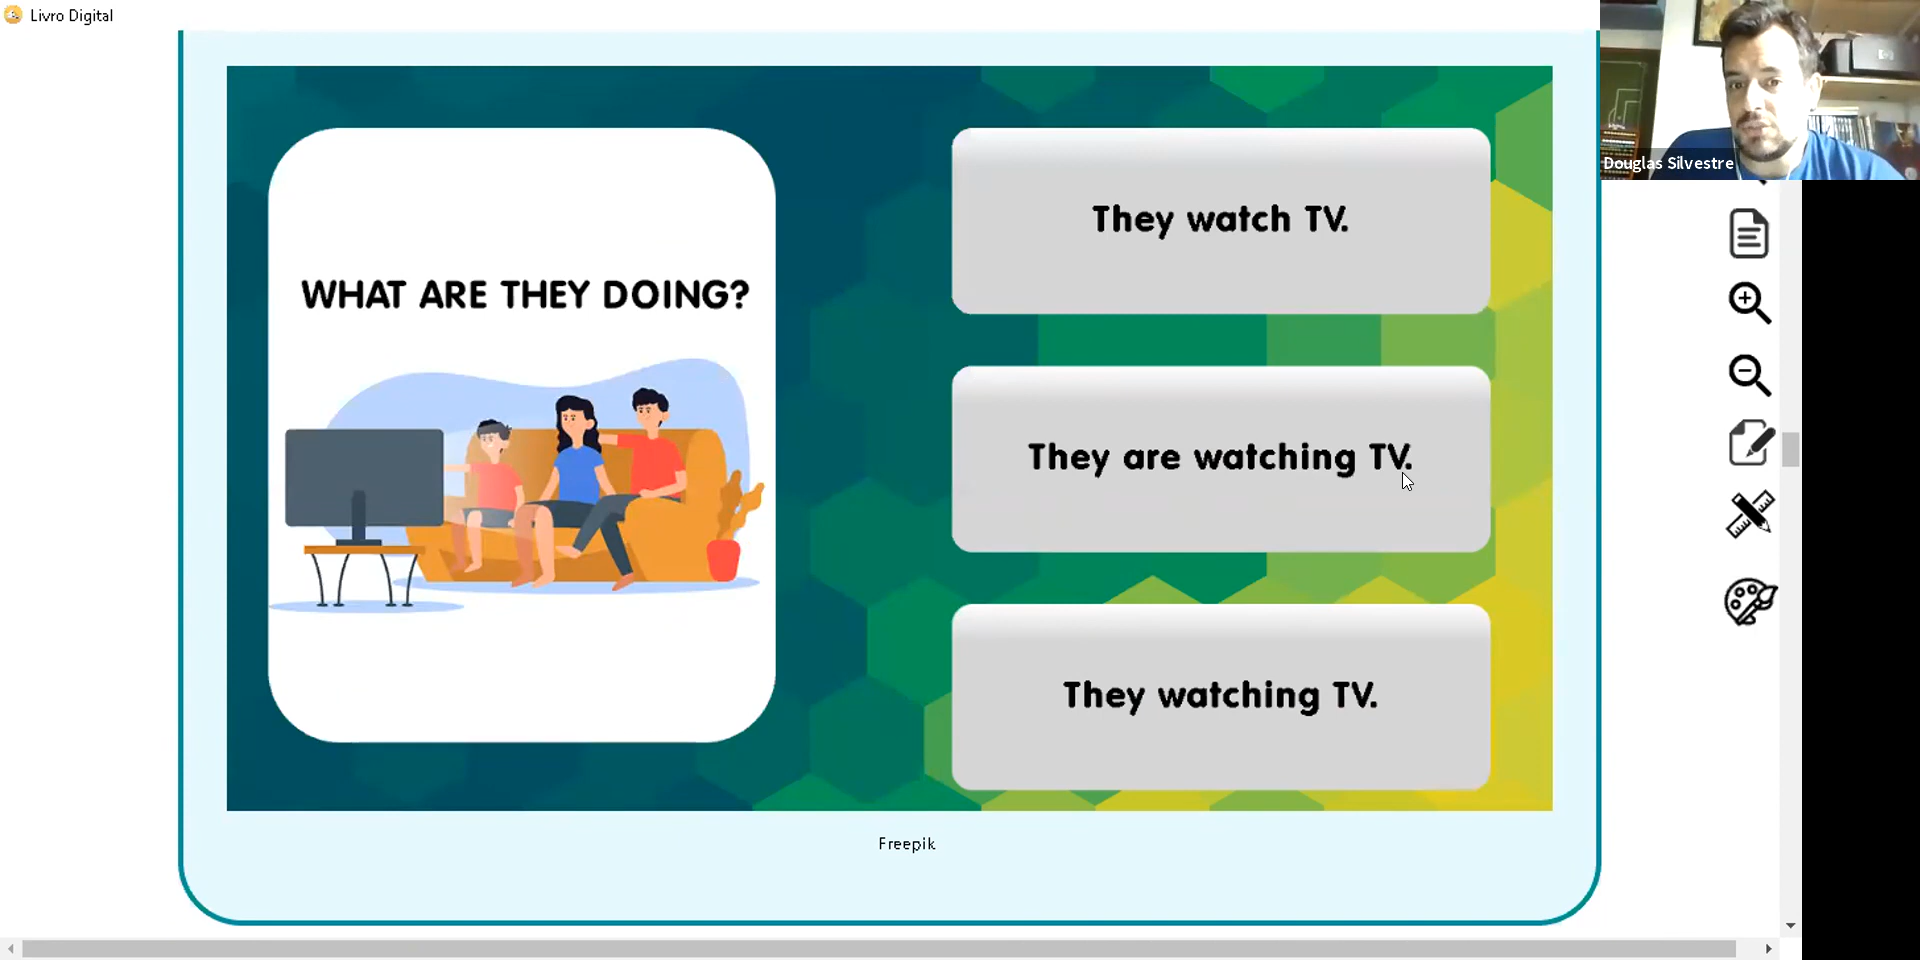 Livro Digital
Douglas Silvestre
WHAT ARE THEY DOING?
They watch TV.
They are watching TV.
They watching TV.
Freepik